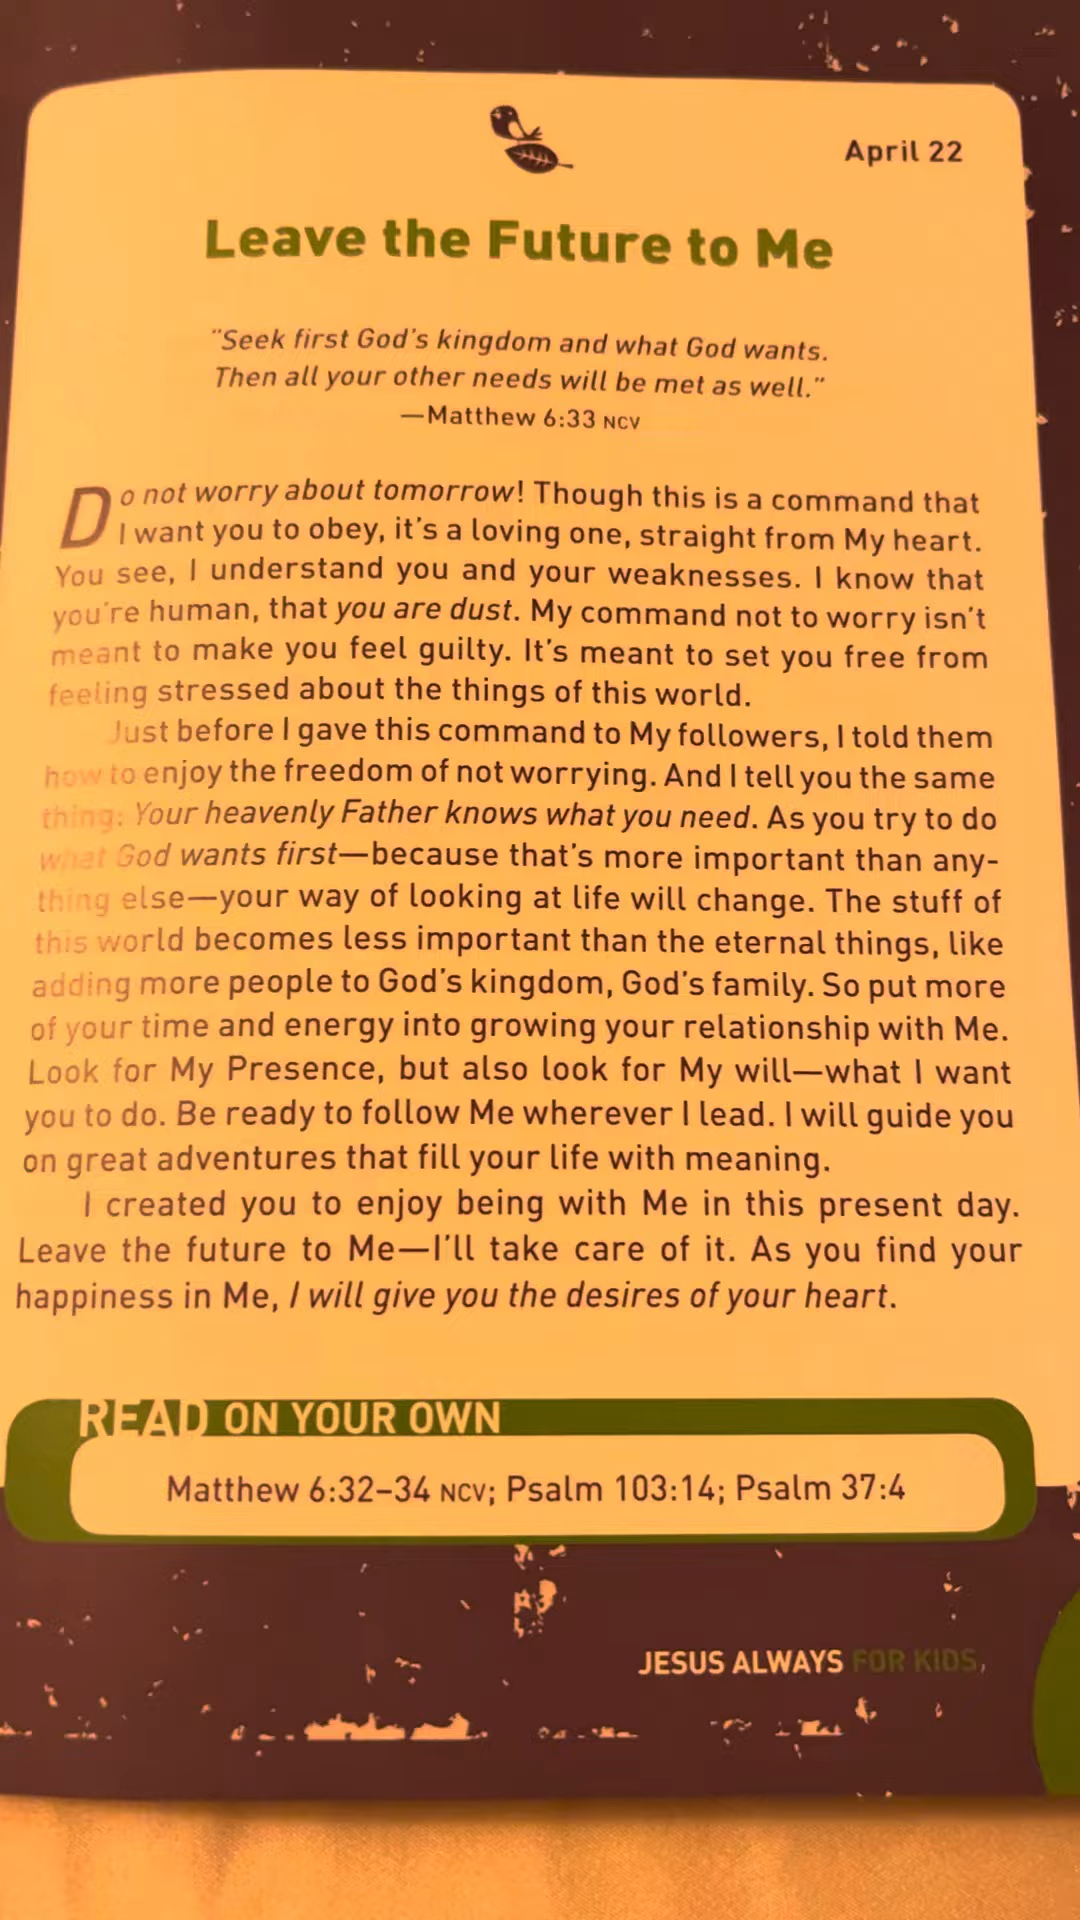 April 22
Leave the Future to Me
"Seek first God's kingdom and what God wants.
Then all your other needs will be met as well."
—Matthew 6:33 NCV
Do not worry about tomorrow! Though this is a command that
I want you to obey, it's a loving one, straight from My heart.
You see, I understand you and your weaknesses. I know that
you're human, that you are dust. My command not to worry isn't
meant to make you feel guilty. It's meant to set you free from
feeling stressed about the things of this world.
Just before I gave this command to My followers, I told them
how to enjoy the freedom of not worrying. And I tell you the same
thing: Your heavenly Father knows what you need. As you try to do
what God wants first—because that's more important than any-
thing else—your way of looking at life will change. The stuff of
this world becomes less important than the eternal things, like
adding more people to God's kingdom, God's family. So put more
of your time and energy into growing your relationship with Me.
Look for My Presence, but also look for My will—what I want
you to do. Be ready to follow Me wherever I lead. I will guide you
on great adventures that fill your life with meaning.
I created you to enjoy being with Me in this present day.
Leave the future to Me—I'll take care of it. As you find your
happiness in Me, I will give you the desires of your heart.
READ ON YOUR OWN
Matthew 6:32–34 NCV; Psalm 103:14; Psalm 37:4
JESUS ALWAYS FOR KIDS